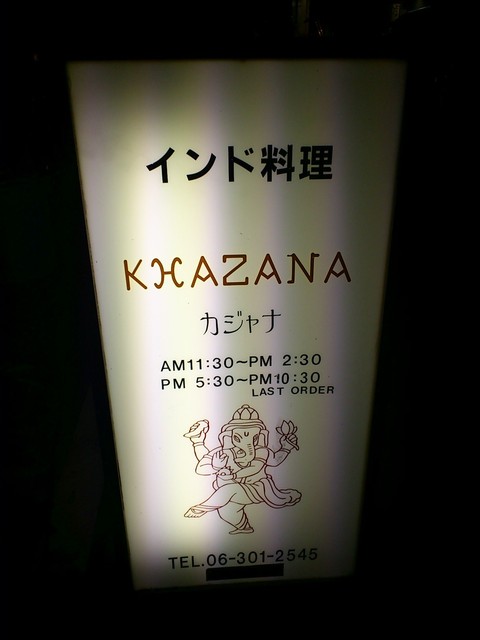 インド料理
KHAZANA
カジャナ
AM11:30~PM 2:30
PM 5:30~PM10:30
LAST ORDER
TEL.06-301-2545